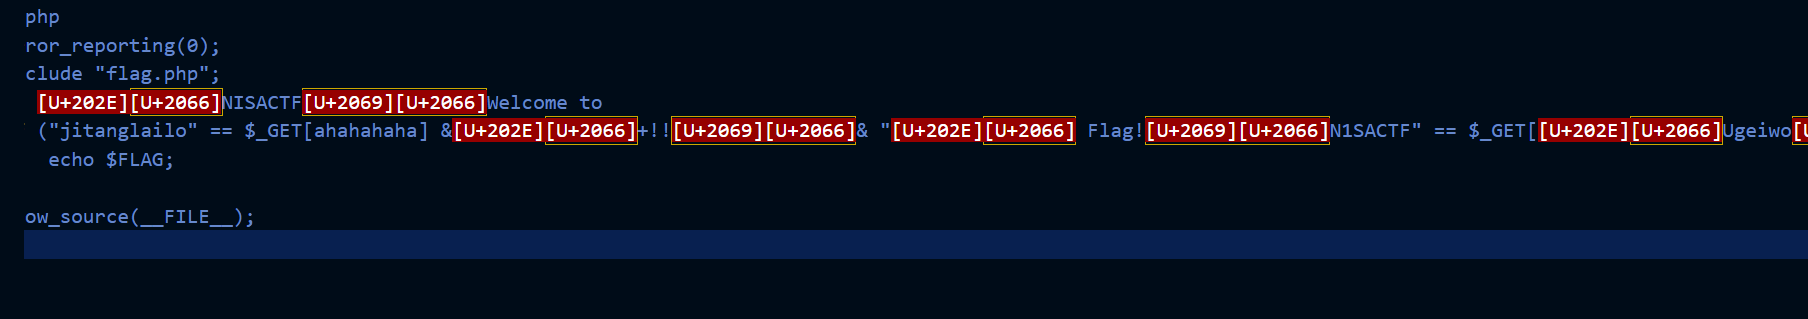 php
ror_reporting(0);
clude "flag.php";
[U+202E][U+2066]NISACTF[U+2069][U+2066]Welcome to
("jitanglailo" == $_GET[ahahahaha] &[U+202E][U+2066]+!![U+2069][U+2066]& "[U+202E][U+2066] Flag![U+2069][U+2066]N1SACTF" == $_GET[[U+202E][U+2066]Ugeiwo[U
echo $FLAG;
ow_source(__FILE__);